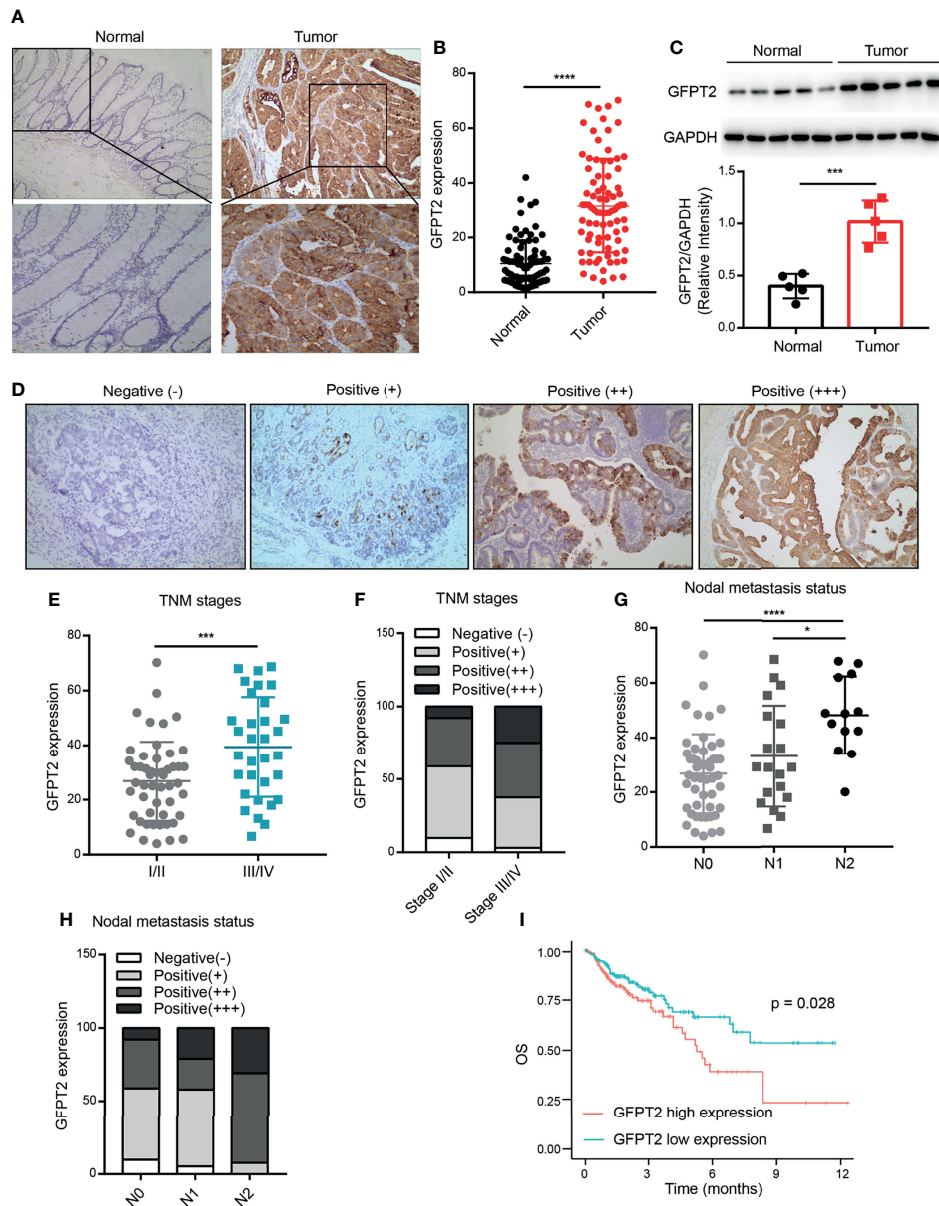 A
Normal
Tumor
B
****
GFPT2 expression
80
60
40
20
0
Normal
Tumor
C
Normal
Tumor
GFPT2
GAPDH
***
GFPT2/GAPDH
(Relative Intensity)
1.5
1.0
0.5
0.0
Normal
Tumor
D
Negative (-)
Positive (+)
Positive (++)
Positive (+++)
E
TNM stages
***
GFPT2 expression
80
60
40
20
0
I/II
III/IV
F
TNM stages
Negative (-)
Positive(+)
Positive(++)
Positive(+++)
GFPT2 expression
150
100
50
0
Stage I/II
Stage III/IV
G
Nodal metastasis status
****
*
GFPT2 expression
80
60
40
20
0
N0
N1
N2
H
Nodal metastasis status
Negative(-)
Positive(+)
Positive(++)
Positive(+++)
GFPT2 expression
150
100
50
0
N0
N1
N2
I
OS
1.00
0.75
0.50
0.25
0.00
p = 0.028
GFPT2 high expression
GFPT2 low expression
0
3
6
9
12
Time (months)